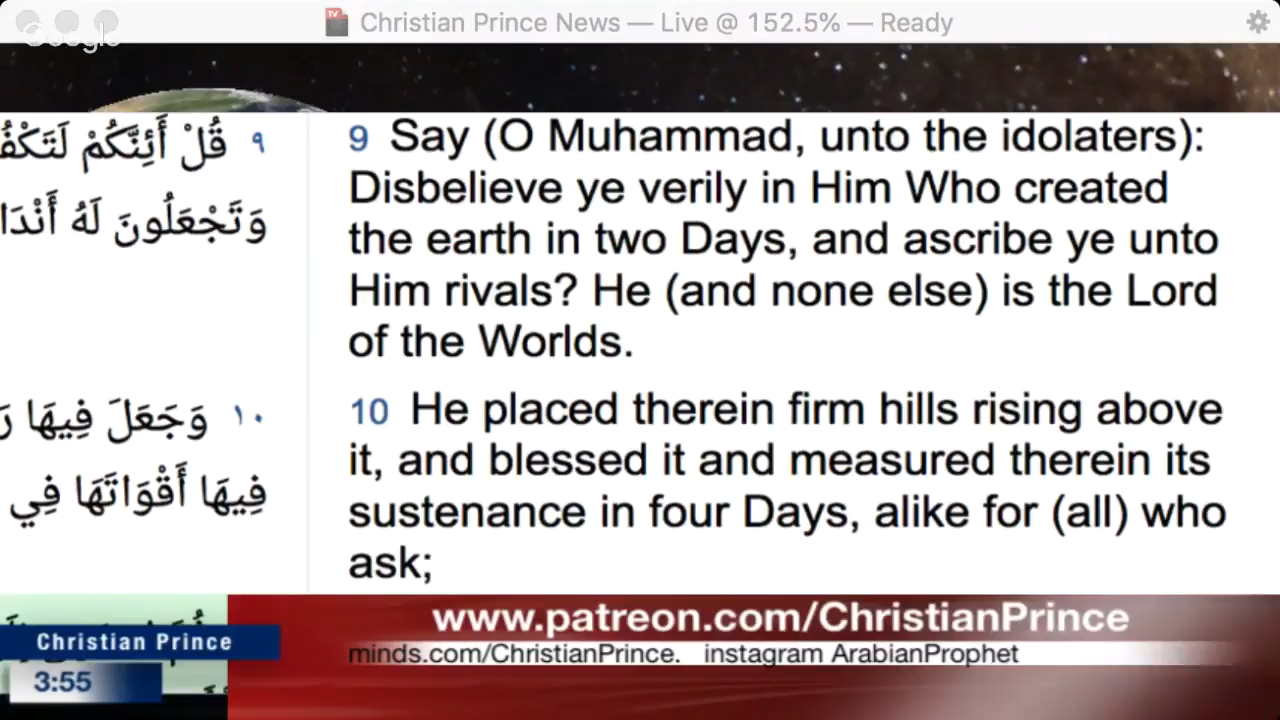 Christian Prince News — Live @ 152.5% — Ready
Google
9 Say (O Muhammad, unto the idolaters):
Disbelieve ye verily in Him Who created
the earth in two Days, and ascribe ye unto
Him rivals? He (and none else) is the Lord
of the Worlds.
10 He placed therein firm hills rising above
it, and blessed it and measured therein its
sustenance in four Days, alike for (all) who
ask;
٩ قُلْ أَئِنَّكُمْ
وَتَجْعَلُونَ لَهُ
١٠ وَجَعَلَ فِيهَا
فِيهَا أَقْوَاتَهَا فِي
www.patreon.com/ChristianPrince
minds.com/ChristianPrince. instagram ArabianProphet
Christian Prince
3:55